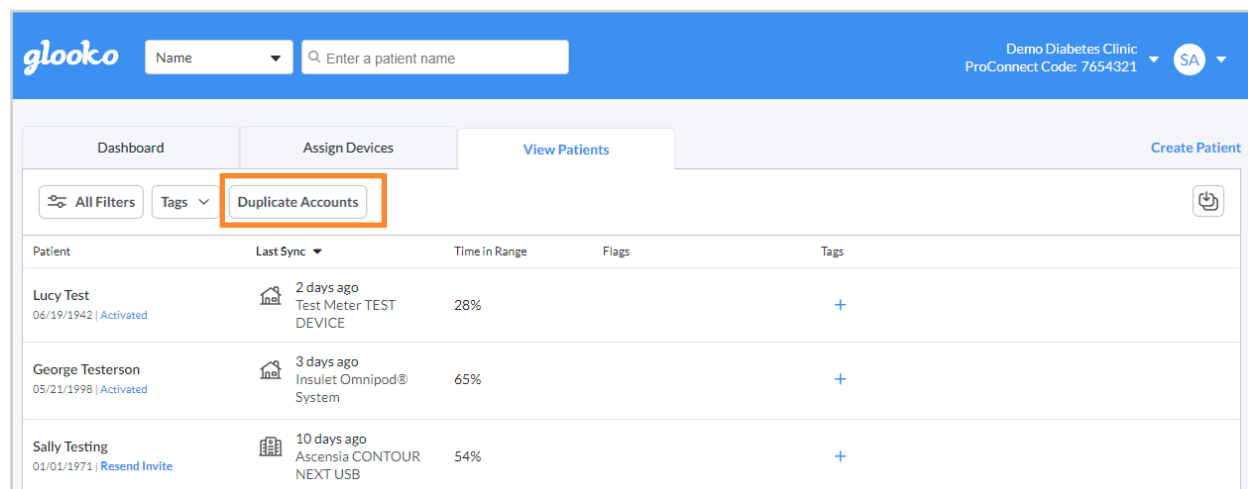 glooko
Name
Enter a patient name
Demo Diabetes Clinic
ProConnect Code: 7654321
SA
Dashboard
Assign Devices
View Patients
Create Patient
All Filters
Tags
Duplicate Accounts
Patient
Last Sync
Time in Range
Flags
Tags
Lucy Test
06/19/1942 | Activated
2 days ago
Test Meter TEST
DEVICE
28%
+
George Testerson
05/21/1998 | Activated
3 days ago
Insulet Omnipod®
System
65%
+
Sally Testing
01/01/1971 | Resend Invite
10 days ago
Ascensia CONTOUR
NEXT USB
54%
+